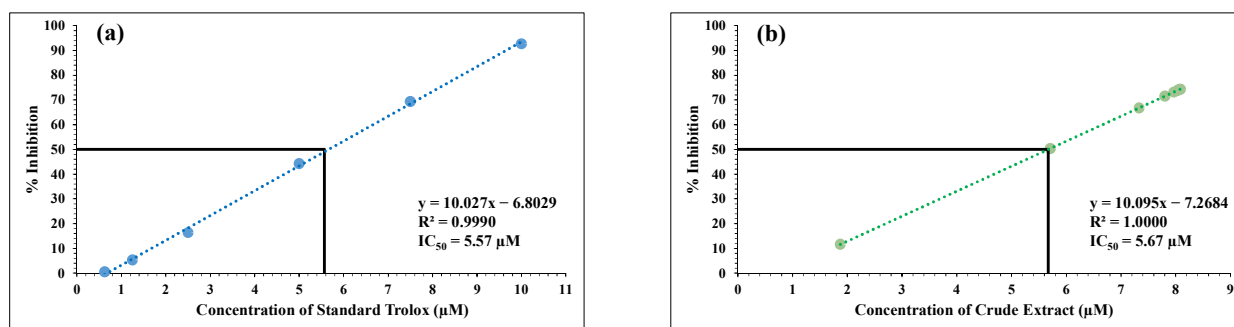 (a)
% Inhibition
100
90
80
70
60
50
40
30
20
10
0
y = 10.027x − 6.8029
R² = 0.9990
IC₅₀ = 5.57 µM
0 1 2 3 4 5 6 7 8 9 10 11
Concentration of Standard Trolox (µM)
(b)
% Inhibition
100
90
80
70
60
50
40
30
20
10
0
y = 10.095x − 7.2684
R² = 1.0000
IC₅₀ = 5.67 µM
0 1 2 3 4 5 6 7 8 9
Concentration of Crude Extract (µM)